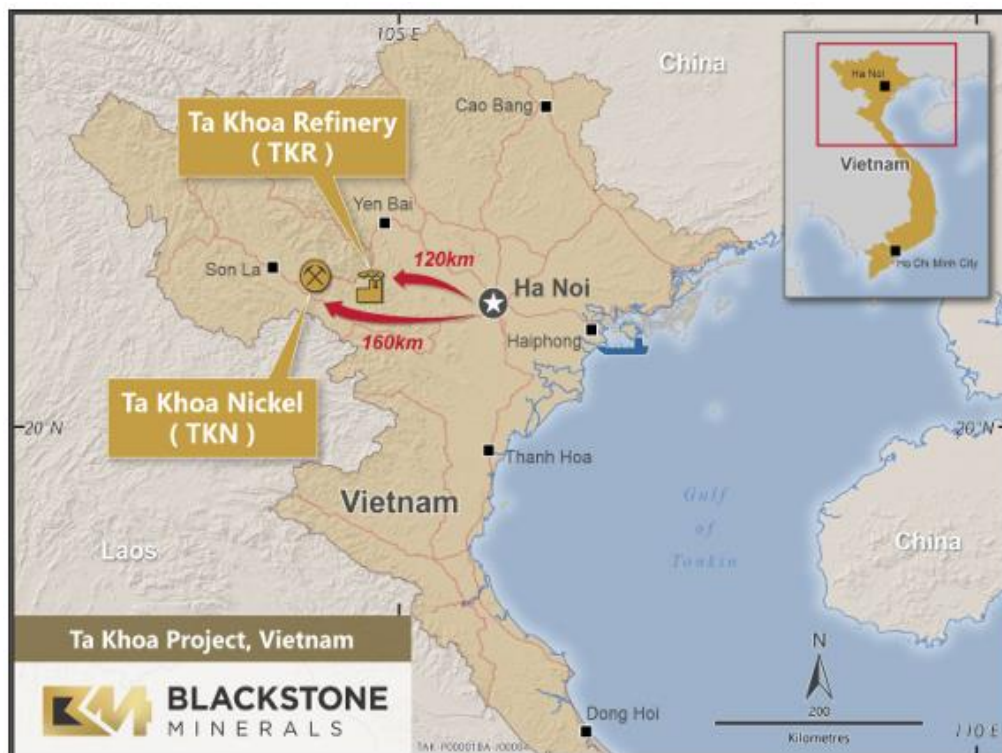 105 E
China
Cao Bang
Ha Noi
Vietnam
Ho Chi Minh City
Ta Khoa Refinery
( TKR )
Yen Bai
Son La
120km
Ha Noi
160km
Haiphong
Ta Khoa Nickel
( TKN )
20°N
20°N
Thanh Hoa
Vietnam
Gulf
of
Tonkin
Laos
China
Ta Khoa Project, Vietnam
BLACKSTONE
MINERALS
N
200
Kilometres
Dong Hoi
110 E